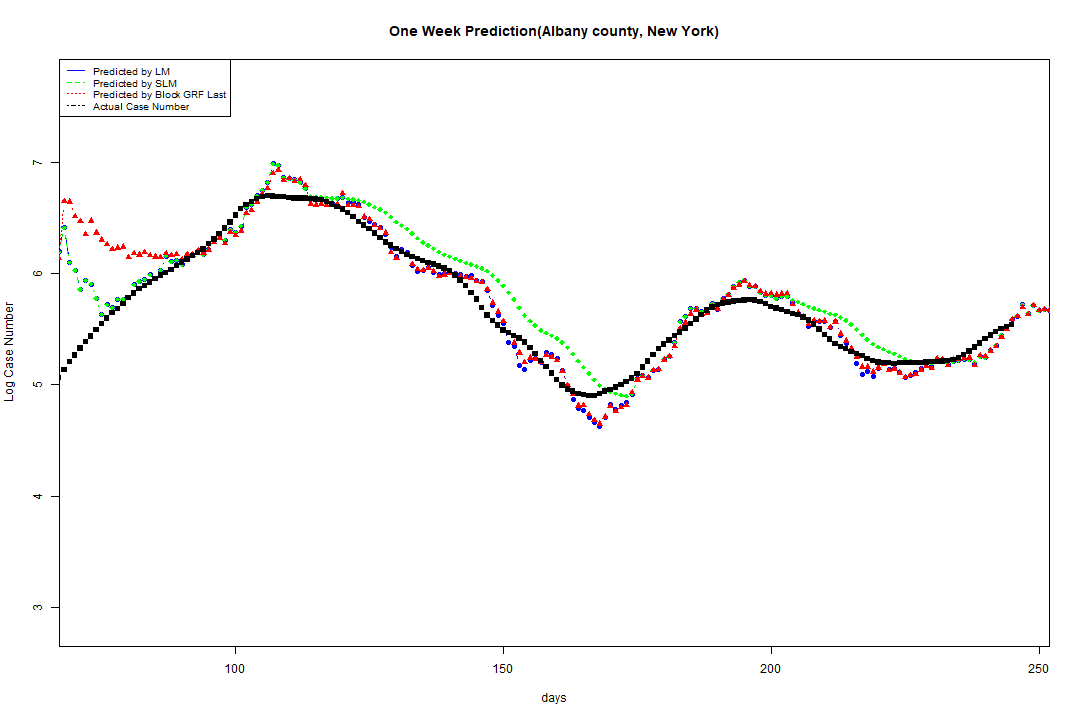 One Week Prediction(Albany county, New York)
Predicted by LM
Predicted by SLM
Predicted by Block GRF Last
Actual Case Number
7
6
5
4
3
Log Case Number
100
150
200
250
days